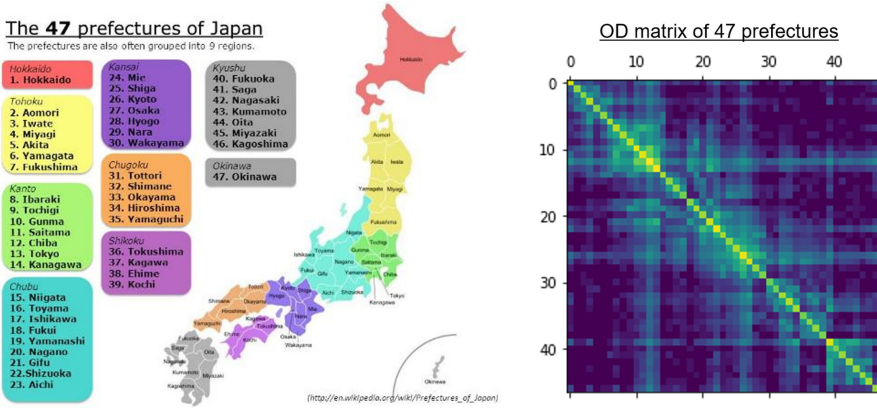 The 47 prefectures of Japan
The prefectures are also often grouped into 9 regions.
Hokkaido
1. Hokkaido
Tohoku
2. Aomori
3. Iwate
4. Miyagi
5. Akita
6. Yamagata
7. Fukushima
Kanto
8. Ibaraki
9. Tochigi
10. Gunma
11. Saitama
12. Chiba
13. Tokyo
14. Kanagawa
Chubu
15. Niigata
16. Toyama
17. Ishikawa
18. Fukui
19. Yamanashi
20. Nagano
21. Gifu
22.Shizuoka
23. Aichi
Kansai
24. Mie
25. Shiga
26. Kyoto
27. Osaka
28. Hyogo
29. Nara
30. Wakayama
Chugoku
31. Tottori
32. Shimane
33. Okayama
34. Hiroshima
35. Yamaguchi
Shikoku
36. Tokushima
37. Kagawa
38. Ehime
39. Kochi
Kyushu
40. Fukuoka
41. Saga
42. Nagasaki
43. Kumamoto
44. Oita
45. Miyazaki
46. Kagoshima
Okinawa
47. Okinawa
Hokkaido
Aomori
Akita Iwate
Yamagata Miyagi
Fukushima
Niigata
Ishikawa Toyama
Gunma Tochigi
Nagano Ibaraki
Saitama
Fukui Gifu Yamanashi Chiba
Aichi Shizuoka
Tokyo
Kanagawa
Tottori Kyoto Shiga
Shimane Okayama Hyogo
Hiroshima Mie
Nara
Yamaguchi Kagawa Tokushima
Osaka
Wakayama
Ehime Kochi
Fukuoka
Saga Oita
Kumamoto
Miyazaki
Kagoshima
Okinawa
(http://en.wikipedia.org/wiki/Prefectures_of_Japan)
OD matrix of 47 prefectures
0 10 20 30 40
0
10
20
30
40